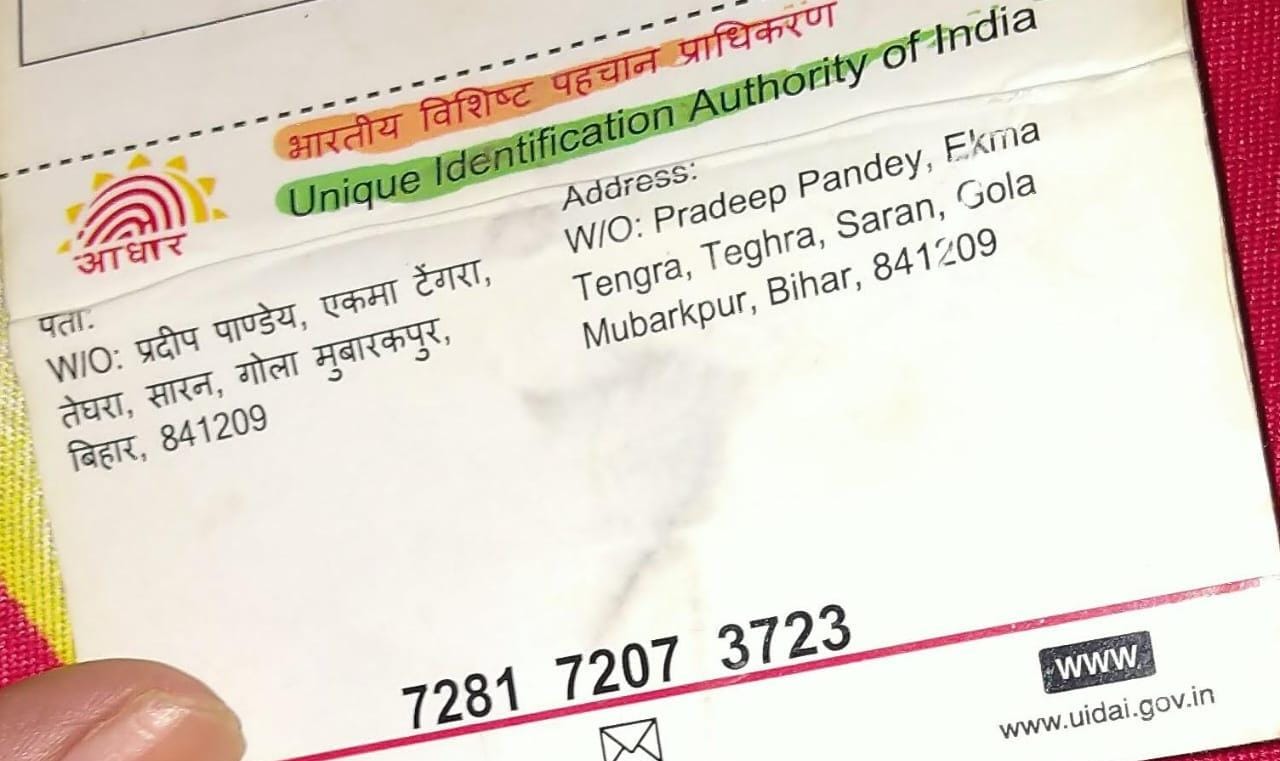 भारतीय विशिष्ट पहचान प्राधिकरण
Unique Identification Authority of India
आधार
पता:
W/O: प्रदीप पाण्डेय, एकमा टेंगरा,
तेघरा, सारन, गोला मुबारकपुर,
बिहार, 841209
Address:
W/O: Pradeep Pandey, Ekma
Tengra, Teghra, Saran, Gola
Mubarkpur, Bihar, 841209
7281 7207 3723
www
www.uidai.gov.in